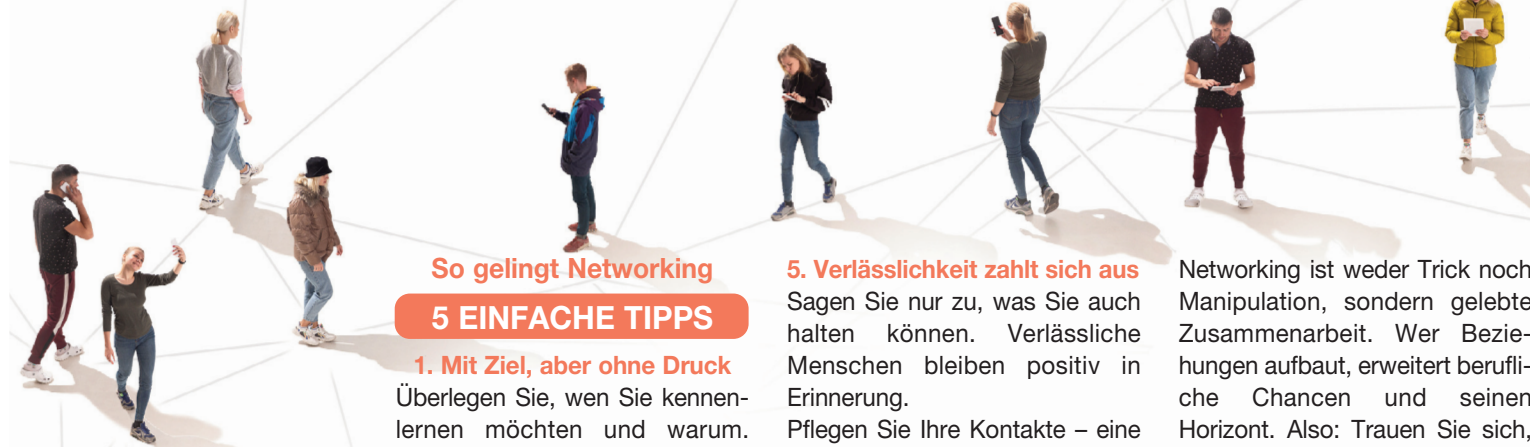 So gelingt Networking
5 EINFACHE TIPPS
1. Mit Ziel, aber ohne Druck
Überlegen Sie, wen Sie kennen-
lernen möchten und warum.
5. Verlässlichkeit zahlt sich aus
Sagen Sie nur zu, was Sie auch
halten können. Verlässliche
Menschen bleiben positiv in
Erinnerung.
Pflegen Sie Ihre Kontakte – eine
Networking ist weder Trick noch
Manipulation, sondern gelebte
Zusammenarbeit. Wer Bezie-
hungen aufbaut, erweitert berufli-
che Chancen und seinen
Horizont. Also: Trauen Sie sich,